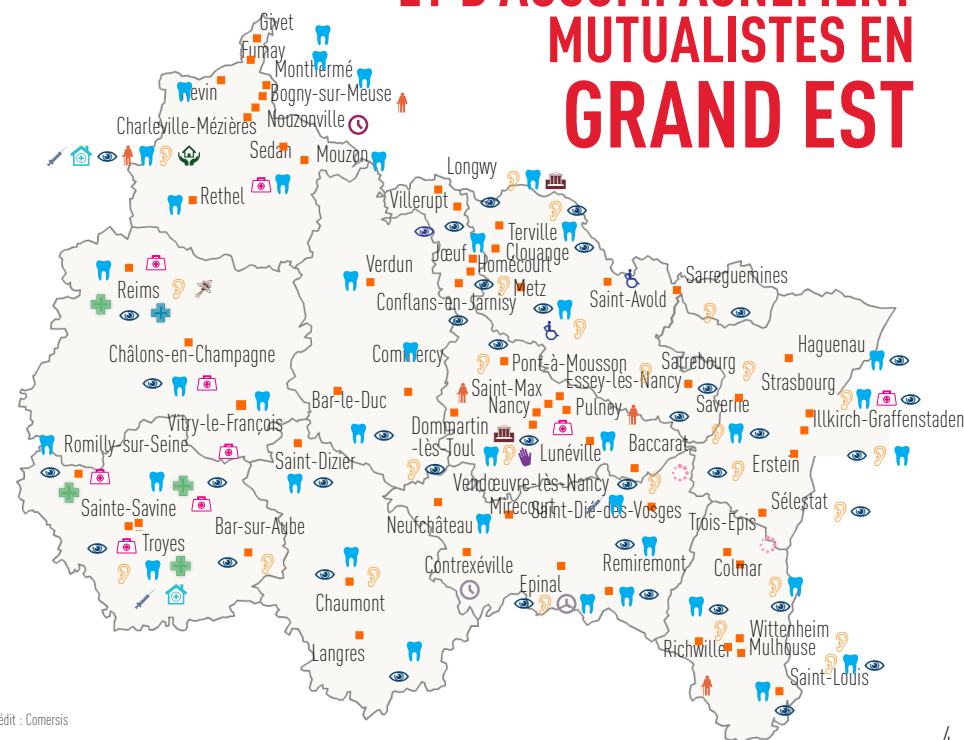 ET D'ACCOMPAGNEMENT
MUTUALISTES EN
GRAND EST
Givet
Fumay
Monthermé
Revin
Bogny-sur-Meuse
Charleville-Mézières
Nouzonville
Sedan
Mouzon
Rethel
Longwy
Villerupt
Terville
Jœuf
Clouange
Homécourt
Verdun
Metz
Saint-Avold
Sarreguemines
Reims
Conflans-en-Jarnisy
Châlons-en-Champagne
Commercy
Haguenau
Pont-à-Mousson
Sarrebourg
Essey-lès-Nancy
Strasbourg
Saint-Max
Bar-le-Duc
Nancy
Pulnoy
Saverne
Vitry-le-François
Illkirch-Graffenstaden
Dommartin
-lès-Toul
Romilly-sur-Seine
Saint-Dizier
Lunéville
Baccarat
Erstein
Vendœuvre-lès-Nancy
Sainte-Savine
Mirecourt
Saint-Dié-des-Vosges
Sélestat
Bar-sur-Aube
Neufchâteau
Trois-Epis
Troyes
Contrexéville
Remiremont
Colmar
Epinal
Chaumont
Wittenheim
Langres
Richwiller
Mulhouse
Saint-Louis
édit : Comersis
4